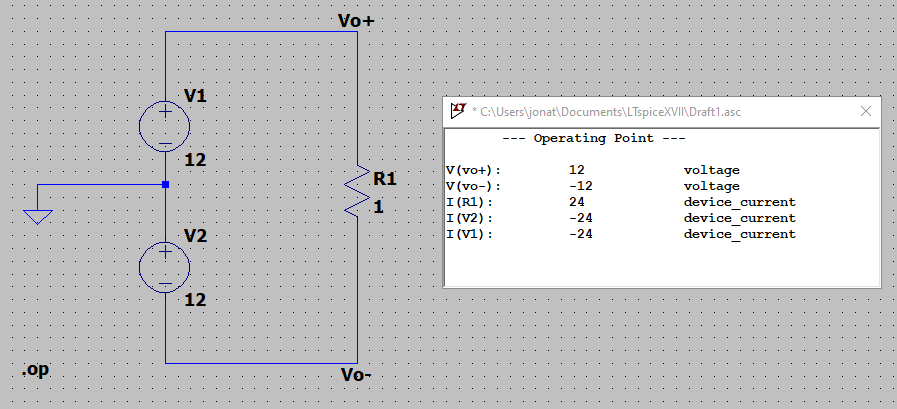 Vo+
V1
12
R1
1
V2
12
Vo-
.op
* C:\Users\jonat\Documents\LTspiceXVII\Draft1.asc
--- Operating Point ---
V(vo+): 12 voltage
V(vo-): -12 voltage
I(R1): 24 device_current
I(V2): -24 device_current
I(V1): -24 device_current